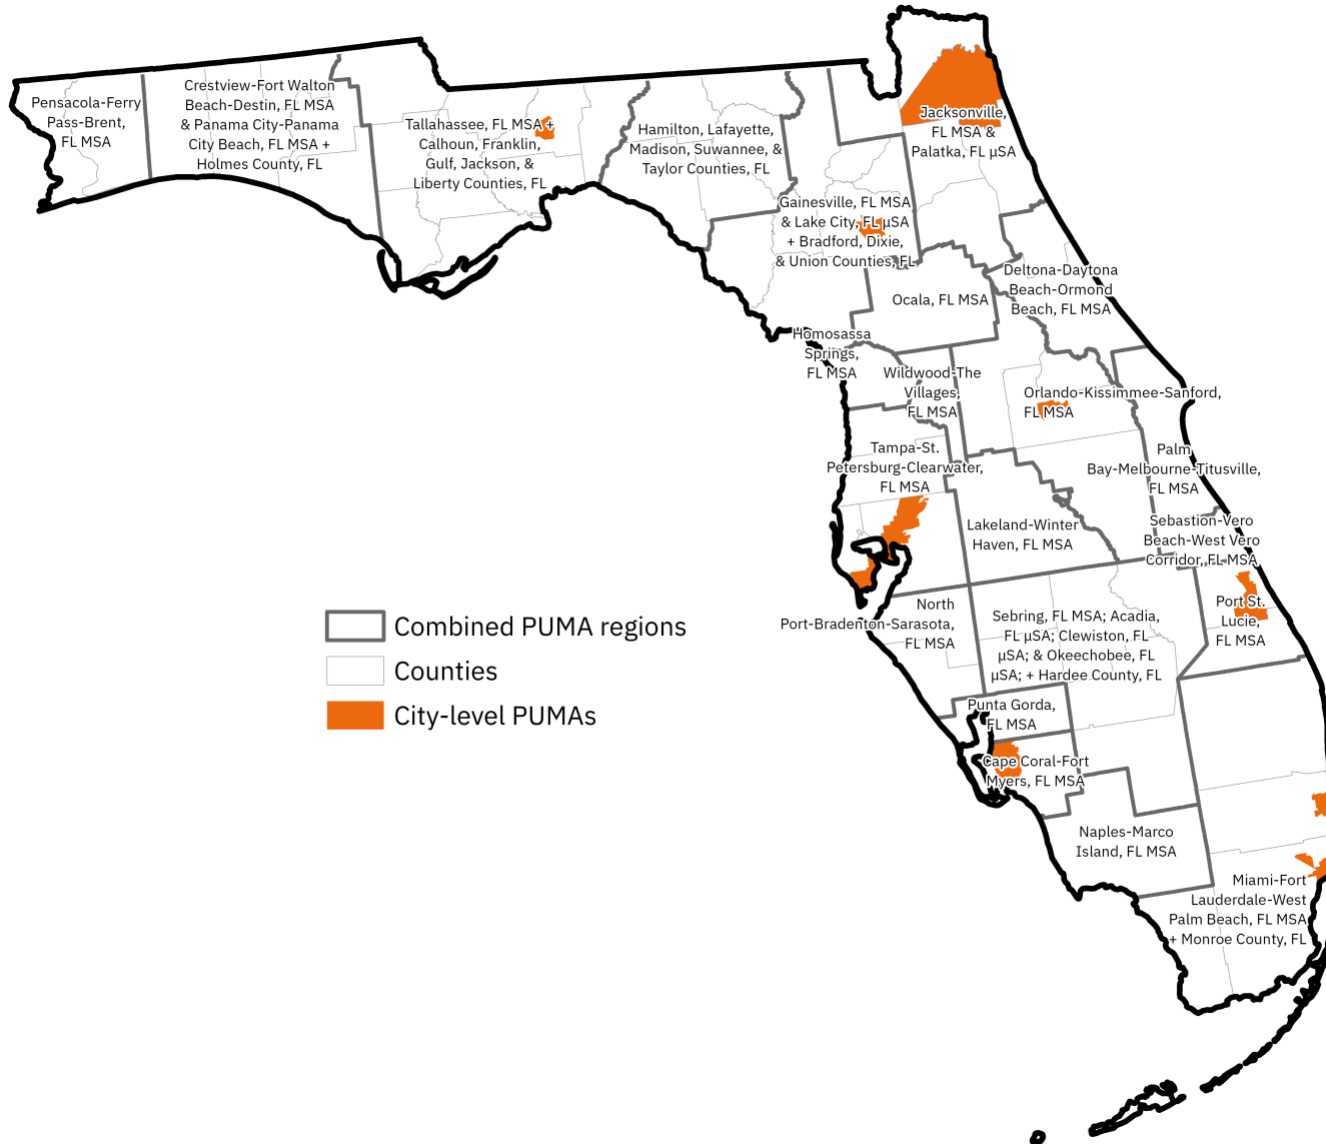 Pensacola-Ferry
Pass-Brent,
FL MSA
Crestview-Fort Walton
Beach-Destin, FL MSA
& Panama City-Panama
City Beach, FL MSA +
Holmes County, FL
Tallahassee, FL MSA +
Calhoun, Franklin,
Gulf, Jackson, &
Liberty Counties, FL
Hamilton, Lafayette,
Madison, Suwannee, &
Taylor Counties, FL
Jacksonville,
FL MSA &
Palatka, FL μSA
Gainesville, FL MSA
& Lake City, FL μSA
+ Bradford, Dixie,
& Union Counties, FL
Ocala, FL MSA
Deltona-Daytona
Beach-Ormond
Beach, FL MSA
Homosassa
Springs,
FL MSA
Wildwood-The
Villages,
FL MSA
Orlando-Kissimmee-Sanford,
FL MSA
Tampa-St.
Petersburg-Clearwater,
FL MSA
Palm
Bay-Melbourne-Titusville,
FL MSA
Lakeland-Winter
Haven, FL MSA
Sebastion-Vero
Beach-West Vero
Corridor, FL MSA
North
Port-Bradenton-Sarasota,
FL MSA
Sebring, FL MSA; Acadia,
FL μSA; Clewiston, FL
μSA; & Okeechobee, FL
μSA; + Hardee County, FL
Port St.
Lucie,
FL MSA
Punta Gorda,
FL MSA
Cape Coral-Fort
Myers, FL MSA
Naples-Marco
Island, FL MSA
Miami-Fort
Lauderdale-West
Palm Beach, FL MSA
+ Monroe County, FL
Combined PUMA regions
Counties
City-level PUMAs